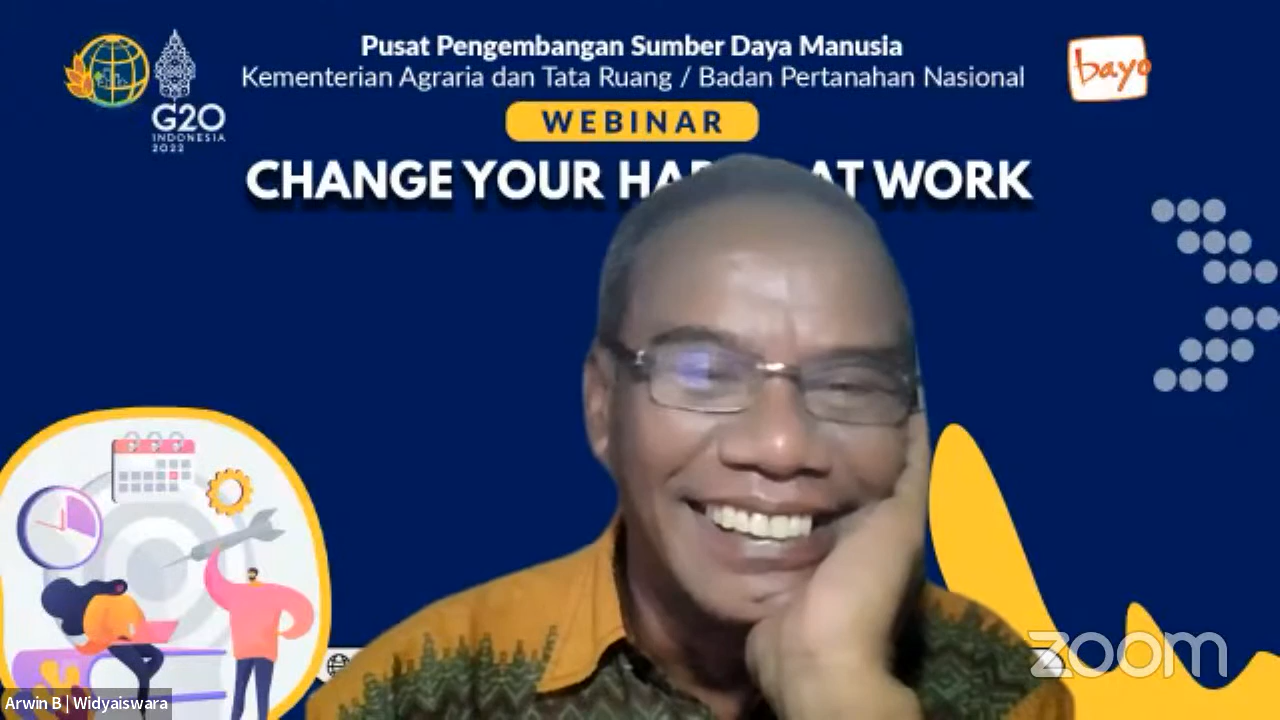 Pusat Pengembangan Sumber Daya Manusia
Kementerian Agraria dan Tata Ruang / Badan Pertanahan Nasional
bayo
G20
INDONESIA
2022
WEBINAR
CHANGE YOUR AT WORK
zoom
Arwin B | Widyaiswara